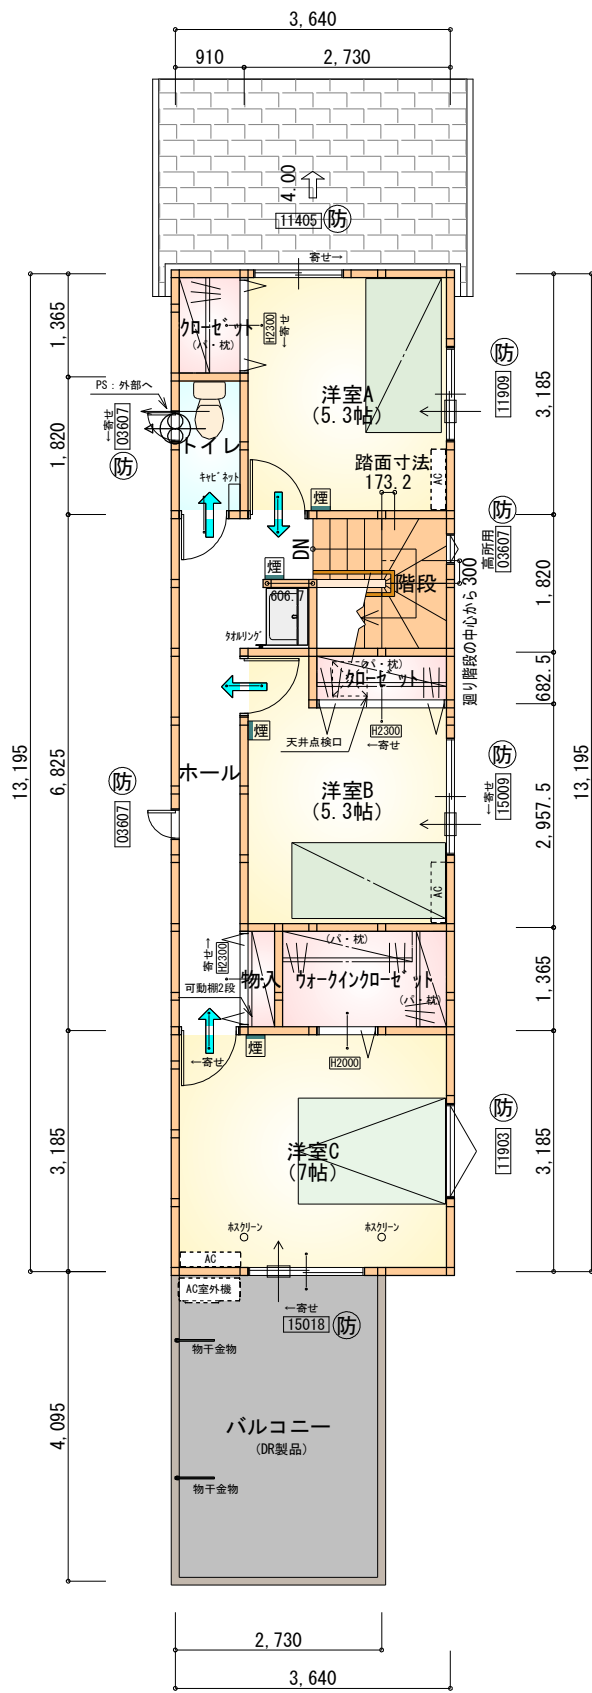 3,640
910
2,730
4.00
11405
防
寄せ→
1,365
クローゼット
(パ・枕)
H2300
←寄せ
洋室A
(5.3帖)
防
11909
3,185
PS：外部へ
←寄せ
03607
防
トイレ
1,820
キャビネット
煙
踏面寸法
173.2
AC
防
高所用
03607
DN
煙
606.7
階段
廻り階段の中心から300
1,820
タオルリング
(パ・枕)
クローゼット
682.5
煙
天井点検口
H2300
←寄せ
ホール
防
03607
洋室B
(5.3帖)
防
←寄せ
15009
2,957.5
13,195
6,825
13,195
AC
寄せ→
H2300
可動棚2段
物入
(パ・枕)
ウォークインクローゼット
(パ・枕)
1,365
←寄せ
煙
H2000
洋室C
(7帖)
防
11903
3,185
3,185
ホスクリーン
ホスクリーン
AC
AC室外機
←寄せ
15018
防
物干金物
バルコニー
(DR製品)
物干金物
4,095
2,730
3,640